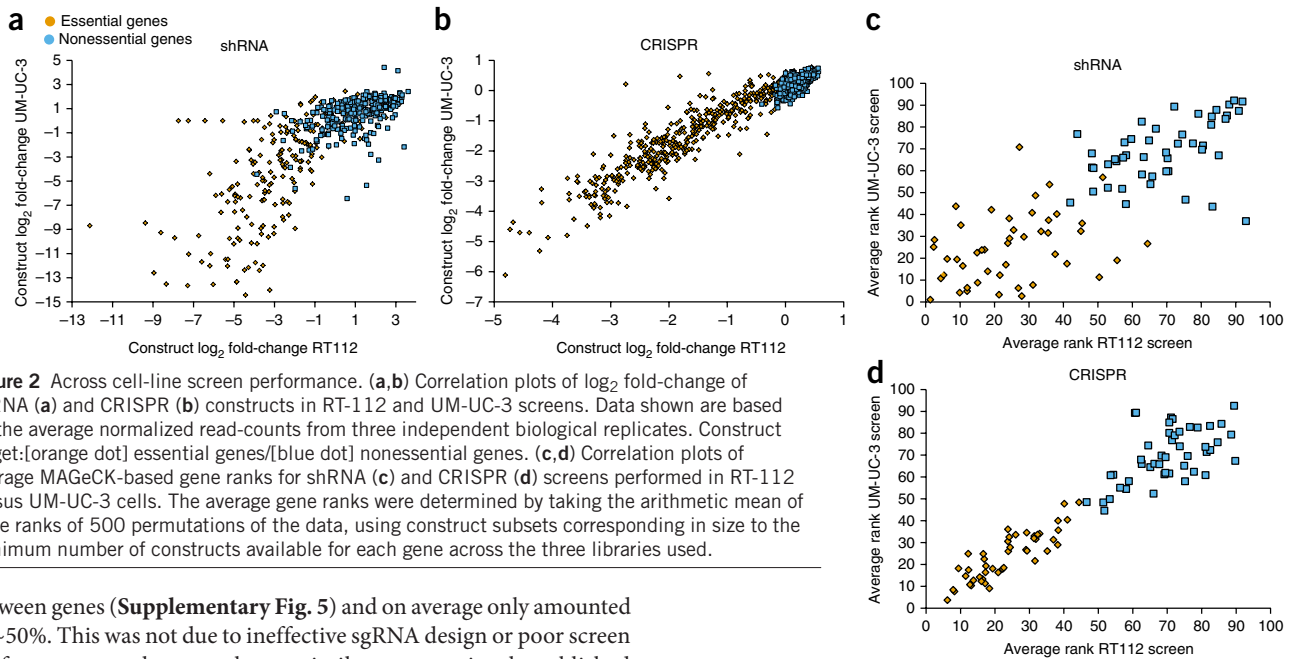 a
Essential genes
Nonessential genes
shRNA
Construct log2 fold-change UM-UC-3
5
3
1
–1
–3
–5
–7
–9
–11
–13
–15
–13 –11 –9 –7 –5 –3 –1 1 3
Construct log2 fold-change RT112
b
CRISPR
Construct log2 fold-change UM-UC-3
1
0
–1
–2
–3
–4
–5
–6
–7
–5 –4 –3 –2 –1 0 1
Construct log2 fold-change RT112
c
shRNA
Average rank UM-UC-3 screen
100
90
80
70
60
50
40
30
20
10
0
0 10 20 30 40 50 60 70 80 90 100
Average rank RT112 screen
d
CRISPR
Average rank UM-UC-3 screen
100
90
80
70
60
50
40
30
20
10
0
0 10 20 30 40 50 60 70 80 90 100
Average rank RT112 screen
ure 2 Across cell-line screen performance. (a,b) Correlation plots of log2 fold-change of
RNA (a) and CRISPR (b) constructs in RT-112 and UM-UC-3 screens. Data shown are based
the average normalized read-counts from three independent biological replicates. Construct
get:[orange dot] essential genes/[blue dot] nonessential genes. (c,d) Correlation plots of
erage MAGeCK-based gene ranks for shRNA (c) and CRISPR (d) screens performed in RT-112
sus UM-UC-3 cells. The average gene ranks were determined by taking the arithmetic mean of
e ranks of 500 permutations of the data, using construct subsets corresponding in size to the
nimum number of constructs available for each gene across the three libraries used.
ween genes (Supplementary Fig. 5) and on average only amounted
~50%. This was not due to ineffective sgRNA design or poor screen